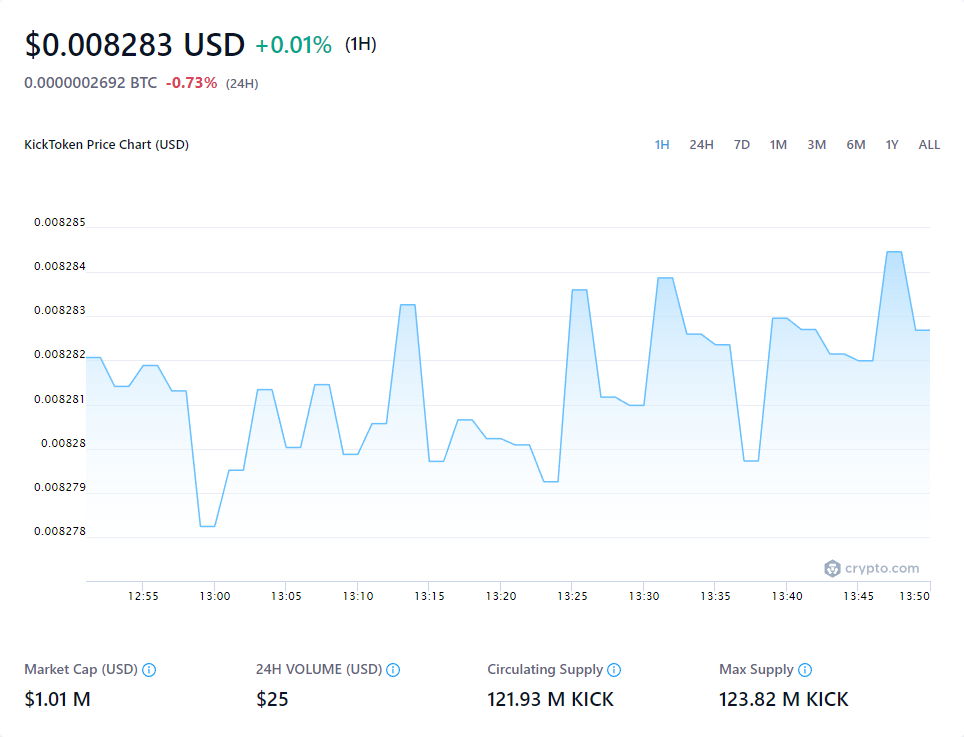 $0.008283 USD +0.01% (1H)
0.0000002692 BTC -0.73% (24H)
KickToken Price Chart (USD) 1H 24H 7D 1M 3M 6M 1Y ALL
0.008285
0.008284
0.008283
0.008282
0.008281
0.00828
0.008279
0.008278
crypto.com
12:55 13:00 13:05 13:10 13:15 13:20 13:25 13:30 13:35 13:40 13:45 13:50
Market Cap (USD) 24H VOLUME (USD) Circulating Supply Max Supply
$1.01 M $25 121.93 M KICK 123.82 M KICK